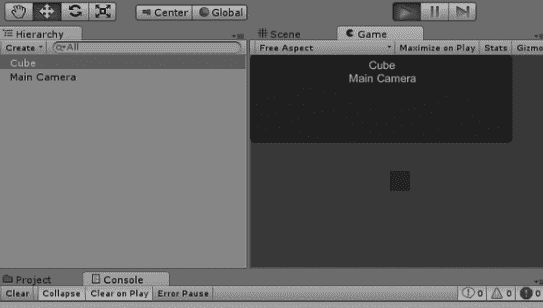 Center Global
Hierarchy
Create All
Cube
Main Camera
Scene Game
Free Aspect Maximize on Play Stats Gizmo
Cube
Main Camera
Project Console
Clear Collapse Clear on Play Error Pause 0 0 0